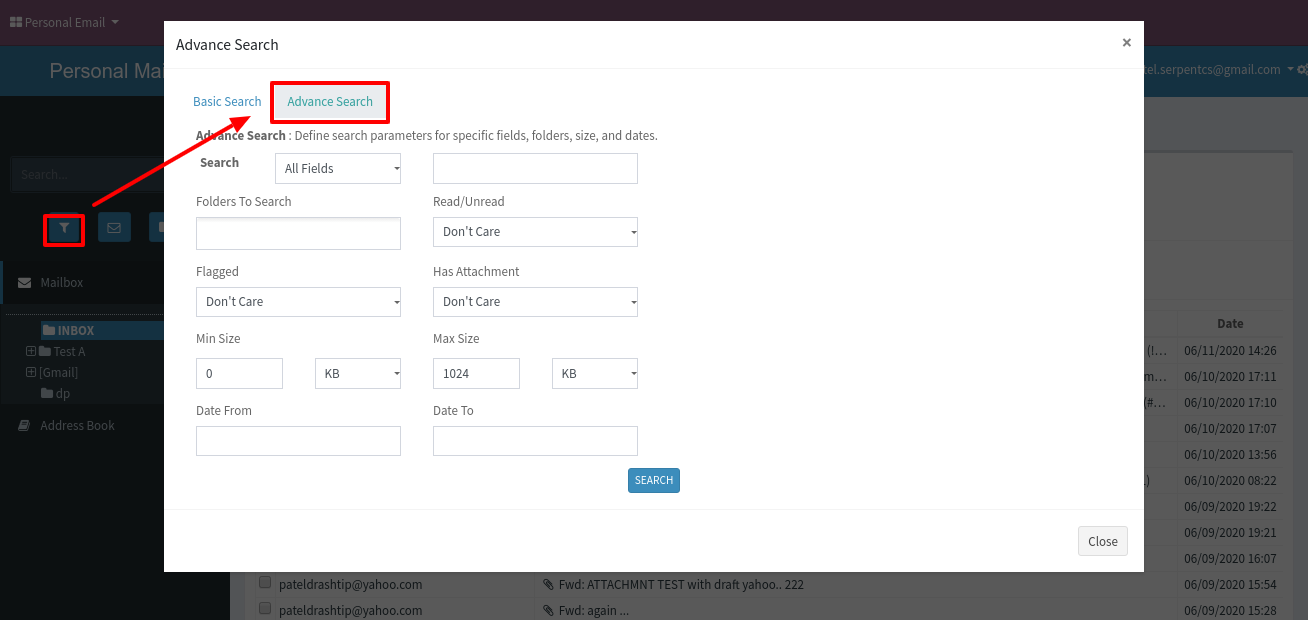 Personal Email
Advance Search
×
Personal Mai
tel.serpentcs@gmail.com
Basic Search
Advance Search
Advance Search : Define search parameters for specific fields, folders, size, and dates.
Search
All Fields
Search...
Folders To Search
Read/Unread
Don't Care
Flagged
Has Attachment
Mailbox
Don't Care
Don't Care
INBOX
Date
Min Size
Max Size
Test A
(!...
06/11/2020 14:26
[Gmail]
0
KB
1024
KB
m...
06/10/2020 17:11
dp
(#...
06/10/2020 17:10
Date From
Date To
Address Book
06/10/2020 17:07
06/10/2020 13:56
SEARCH
.)
06/10/2020 08:22
06/09/2020 19:22
06/09/2020 19:21
Close
06/09/2020 16:07
pateldrashtip@yahoo.com
Fwd: ATTACHMNT TEST with draft yahoo.. 222
06/09/2020 15:54
pateldrashtip@yahoo.com
Fwd: again ...
06/09/2020 15:28